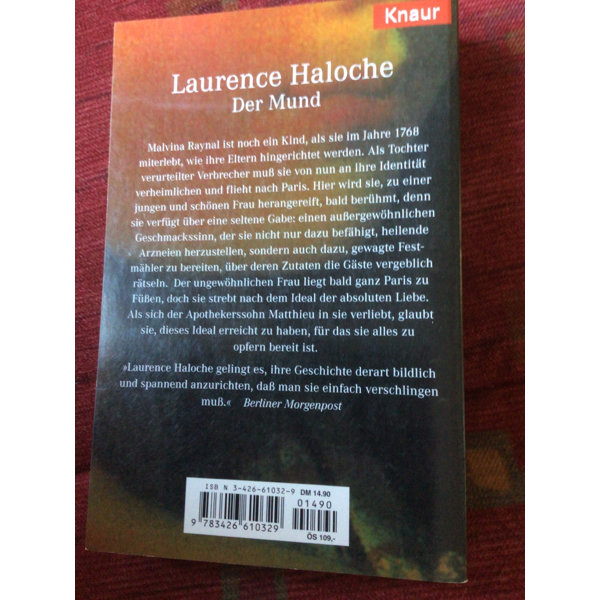 Knaur
Laurence Haloche
Der Mund
Malvina Raynal ist noch ein Kind, als sie im Jahre 1768
miterlebt, wie ihre Eltern hingerichtet werden. Als Tochter
verurteilter Verbrecher muß sie von nun an ihre Identität
verheimlichen und flieht nach Paris. Hier wird sie, zu einer
jungen und schönen Frau herangereift, bald berühmt, denn
sie verfügt über eine seltene Gabe: einen außergewöhnlichen
Geschmackssinn, der sie nicht nur dazu befähigt, heilende
Arzneien herzustellen, sondern auch dazu, gewagte Fest-
mähler zu bereiten, über deren Zutaten die Gäste vergeblich
rätseln. Der ungewöhnlichen Frau liegt bald ganz Paris zu
Füßen, doch sie strebt nach dem Ideal der absoluten Liebe.
Als sich der Apothekerssohn Matthieu in sie verliebt, glaubt
sie, dieses Ideal erreicht zu haben, für das sie alles zu
opfern bereit ist.
»Laurence Haloche gelingt es, ihre Geschichte derart bildlich
und spannend anzurichten, daß man sie einfach verschlingen
muß.« Berliner Morgenpost
ISBN 3-426-61032-9 DM 14.90
01490
9 783426 610329
ÖS 109,-